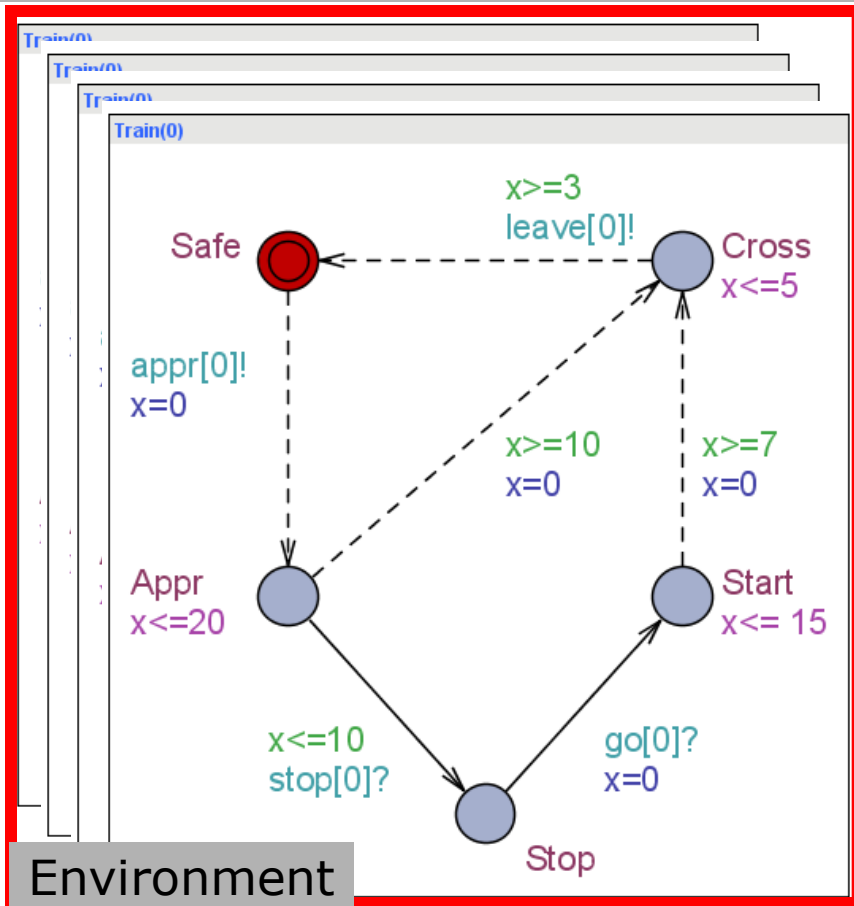 Train(0)
Train(0)
Train(0)
Train(0)
x>=3
leave[0]!
Safe
Cross
x<=5
appr[0]!
x=0
x>=10
x=0
x>=7
x=0
Appr
x<=20
Start
x<= 15
x<=10
stop[0]?
go[0]?
x=0
Stop
Environment